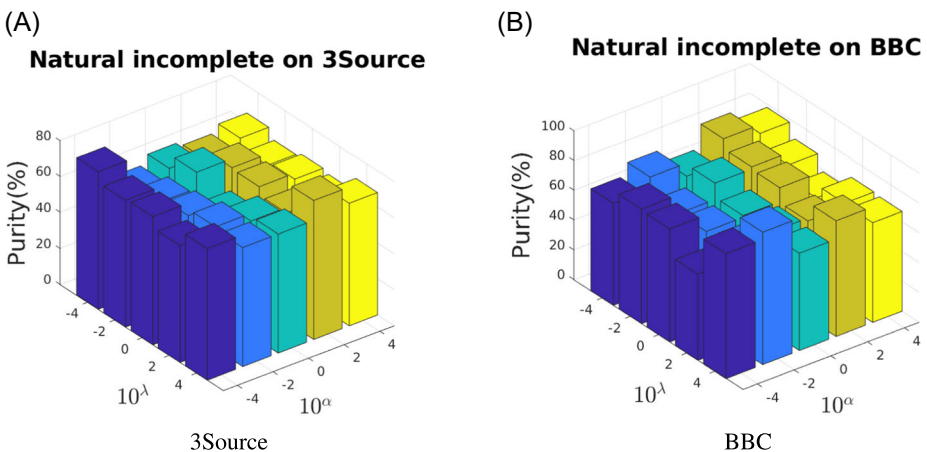 (A)
Natural incomplete on 3Source
Purity(%)
80
60
40
20
0
-4
-2
0
2
4
10^λ
-4
-2
0
2
4
10^α
3Source
(B)
Natural incomplete on BBC
Purity(%)
100
80
60
40
20
0
-4
-2
0
2
4
10^λ
-4
-2
0
2
4
10^α
BBC